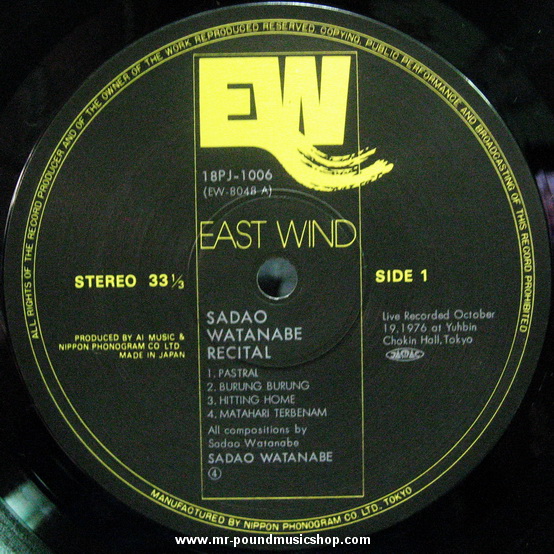 ALL RIGHTS OF THE RECORD PRODUCER AND OF THE OWNER OF THE WORK REPRODUCED RESERVED. COPYING, PUBLIC PERFORMANCE AND BROADCASTING OF THIS RECORD PROHIBITED
EW
18PJ-1006
(EW-8048 A)
EAST WIND
STEREO 33 1/3
SIDE 1
SADAO
WATANABE
RECITAL
1. PASTRAL
2. BURUNG BURUNG
3. HITTING HOME
4. MATAHARI TERBENAM
All compositions by
Sadao Watanabe
SADAO WATANABE
④
PRODUCED BY AI MUSIC &
NIPPON PHONOGRAM CO LTD.
MADE IN JAPAN
Live Recorded October
19,1976 at Yuhbin
Chokin Hall,Tokyo
JASRAC
MANUFACTURED BY NIPPON PHONOGRAM CO. LTD. TOKYO
www.mr-poundmusicshop.com